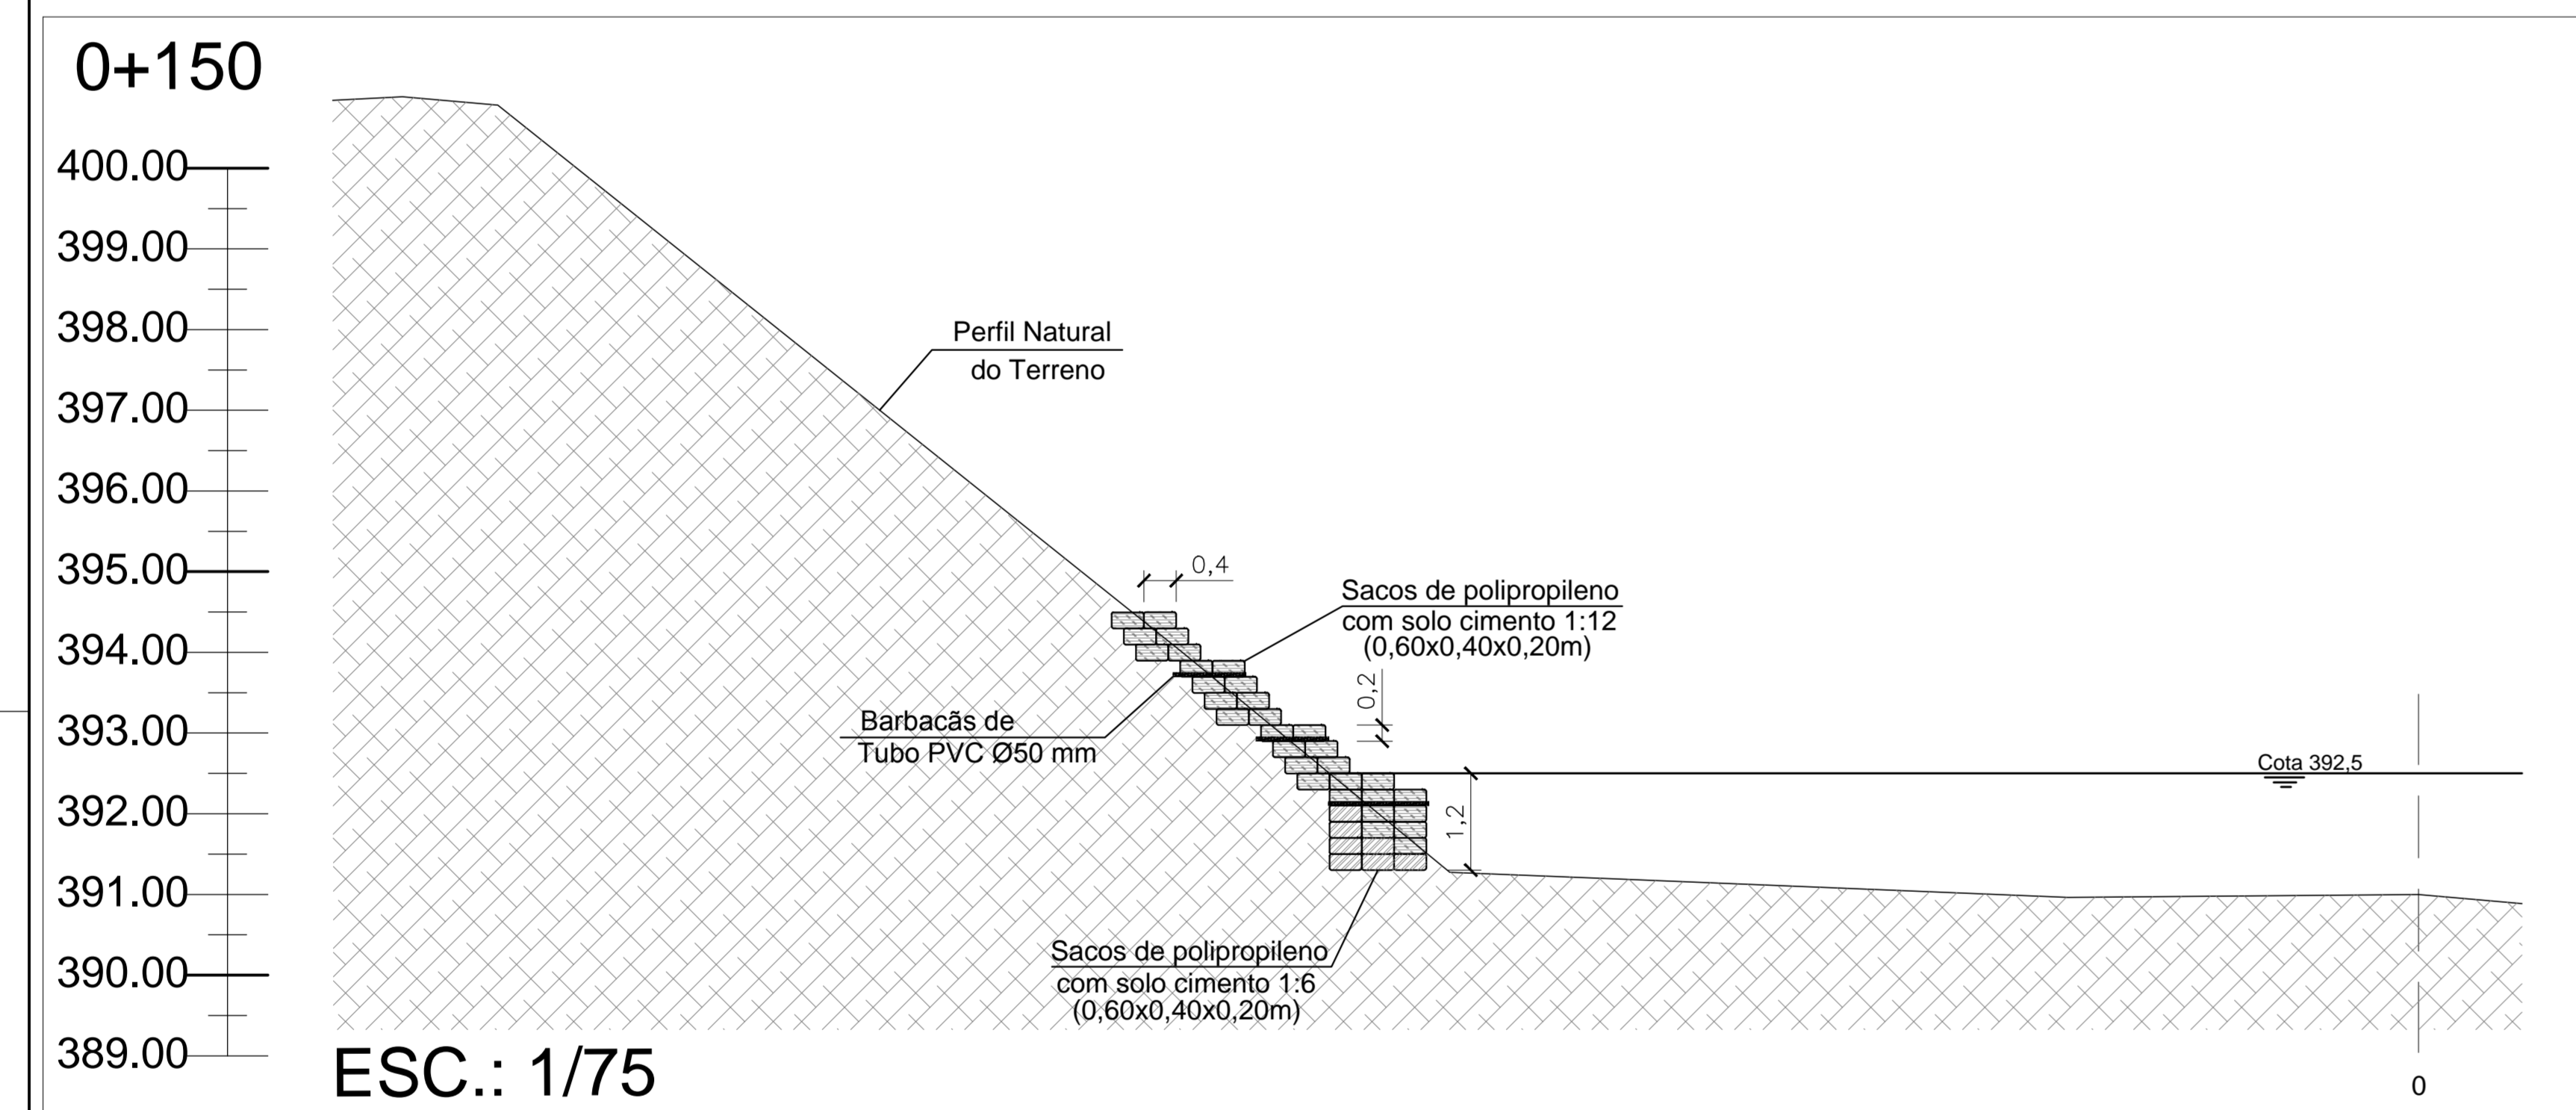 0+150
400.00
399.00
398.00
397.00
396.00
395.00
394.00
393.00
392.00
391.00
390.00
389.00
Perfil Natural
do Terreno
0,4
Sacos de polipropileno
com solo cimento 1:12
(0,60x0,40x0,20m)
0,2
Barbacãs de
Tubo PVC Ø50 mm
Cota 392,5
1,2
Sacos de polipropileno
com solo cimento 1:6
(0,60x0,40x0,20m)
ESC.: 1/75
0